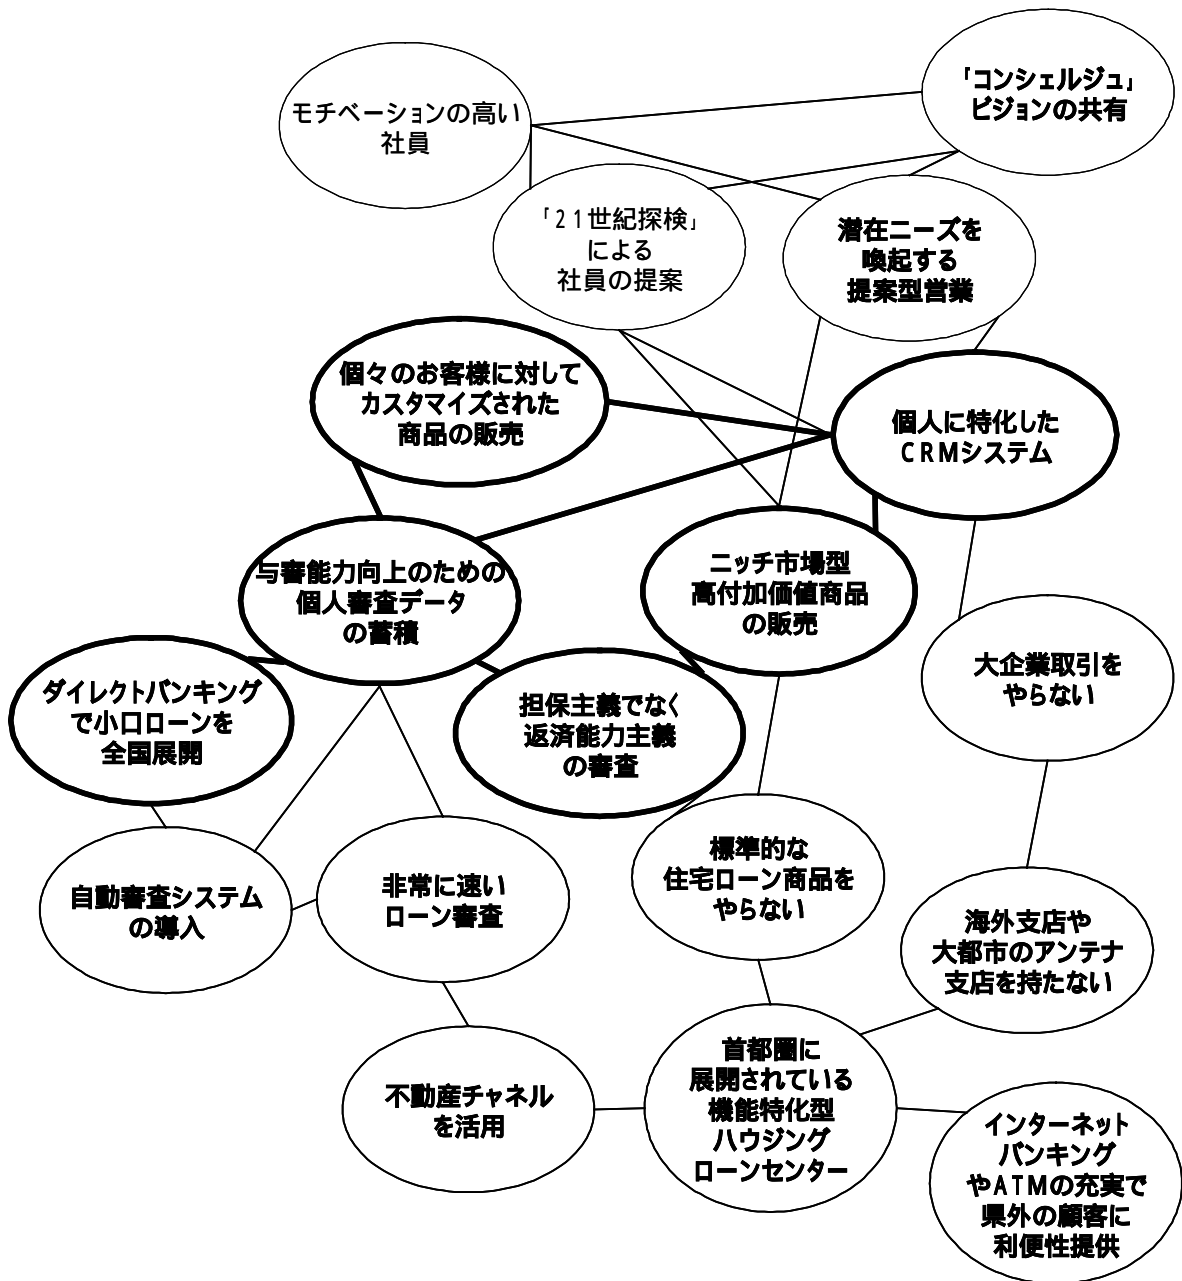 モチベーションの高い
社員
「コンシェルジュ」
ビジョンの共有
「21世紀探検」
による
社員の提案
潜在ニーズを
喚起する
提案型営業
個々のお客様に対して
カスタマイズされた
商品の販売
個人に特化した
CRMシステム
与審能力向上のための
個人審査データ
の蓄積
ニッチ市場型
高付加価値商品
の販売
大企業取引を
やらない
ダイレクトバンキング
で小口ローンを
全国展開
担保主義でなく
返済能力主義
の審査
自動審査システム
の導入
非常に速い
ローン審査
標準的な
住宅ローン商品を
やらない
海外支店や
大都市のアンテナ
支店を持たない
不動産チャネル
を活用
首都圏に
展開されている
機能特化型
ハウジング
ローンセンター
インターネット
バンキング
やATMの充実で
県外の顧客に
利便性提供